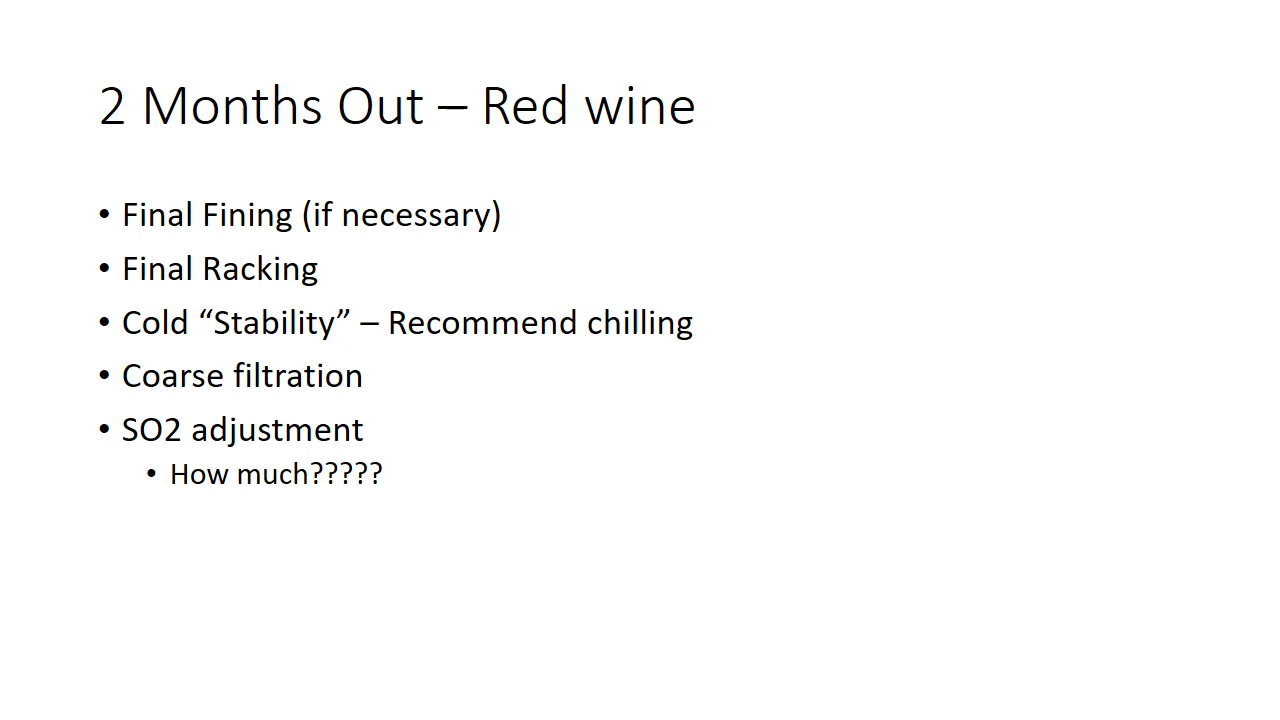 2 Months Out – Red wine
• Final Fining (if necessary)
• Final Racking
• Cold “Stability” – Recommend chilling
• Coarse filtration
• SO2 adjustment
• How much?????